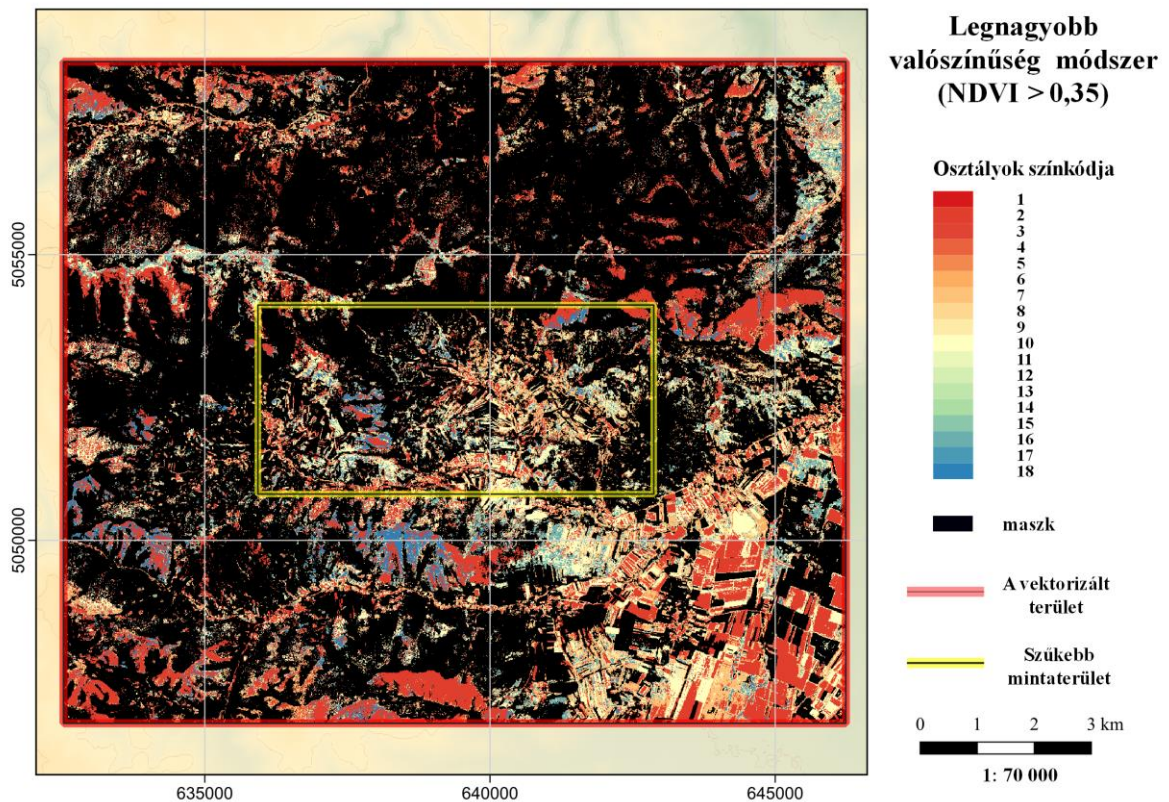 Legnagyobb
valószínűség módszer
(NDVI > 0,35)
Osztályok színkódja
1
2
3
4
5
6
7
8
9
10
11
12
13
14
15
16
17
18
maszk
A vektorizált
terület
Szűkebb
mintaterület
0 1 2 3 km
1: 70 000
5055000
5050000
635000 640000 645000